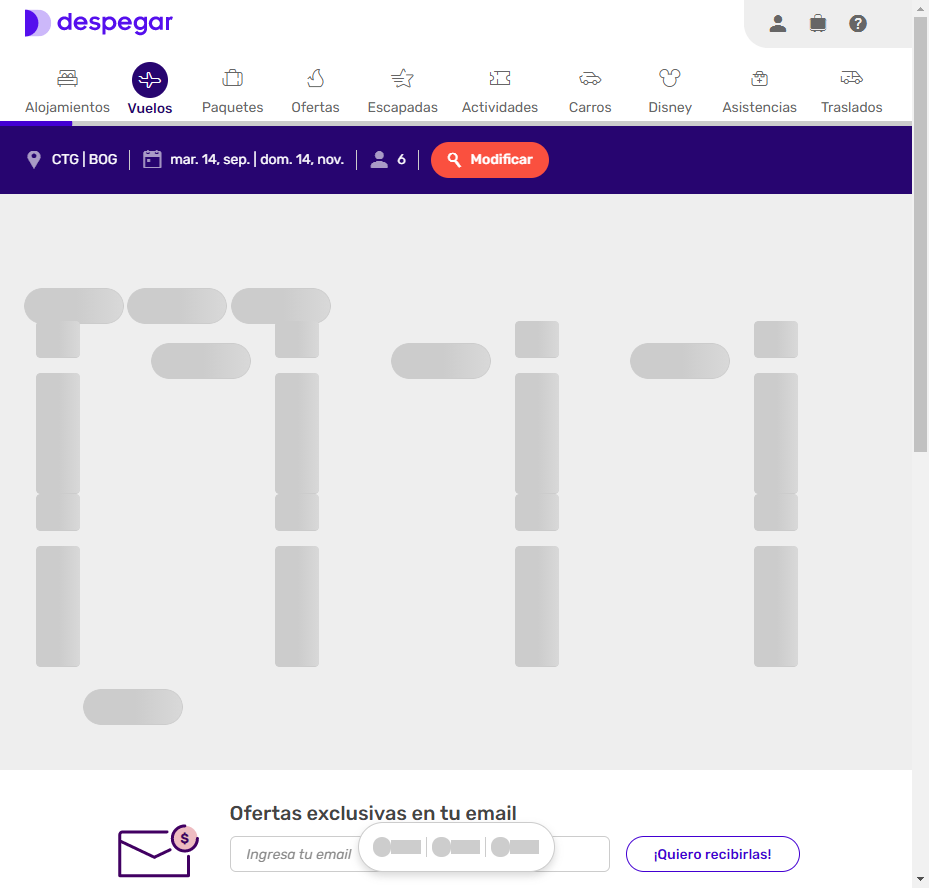 despegar
Alojamientos
Vuelos
Paquetes
Ofertas
Escapadas
Actividades
Carros
Disney
Asistencias
Traslados
CTG | BOG
mar. 14, sep. | dom. 14, nov.
6
Modificar
Ofertas exclusivas en tu email
$
Ingresa tu email
¡Quiero recibirlas!